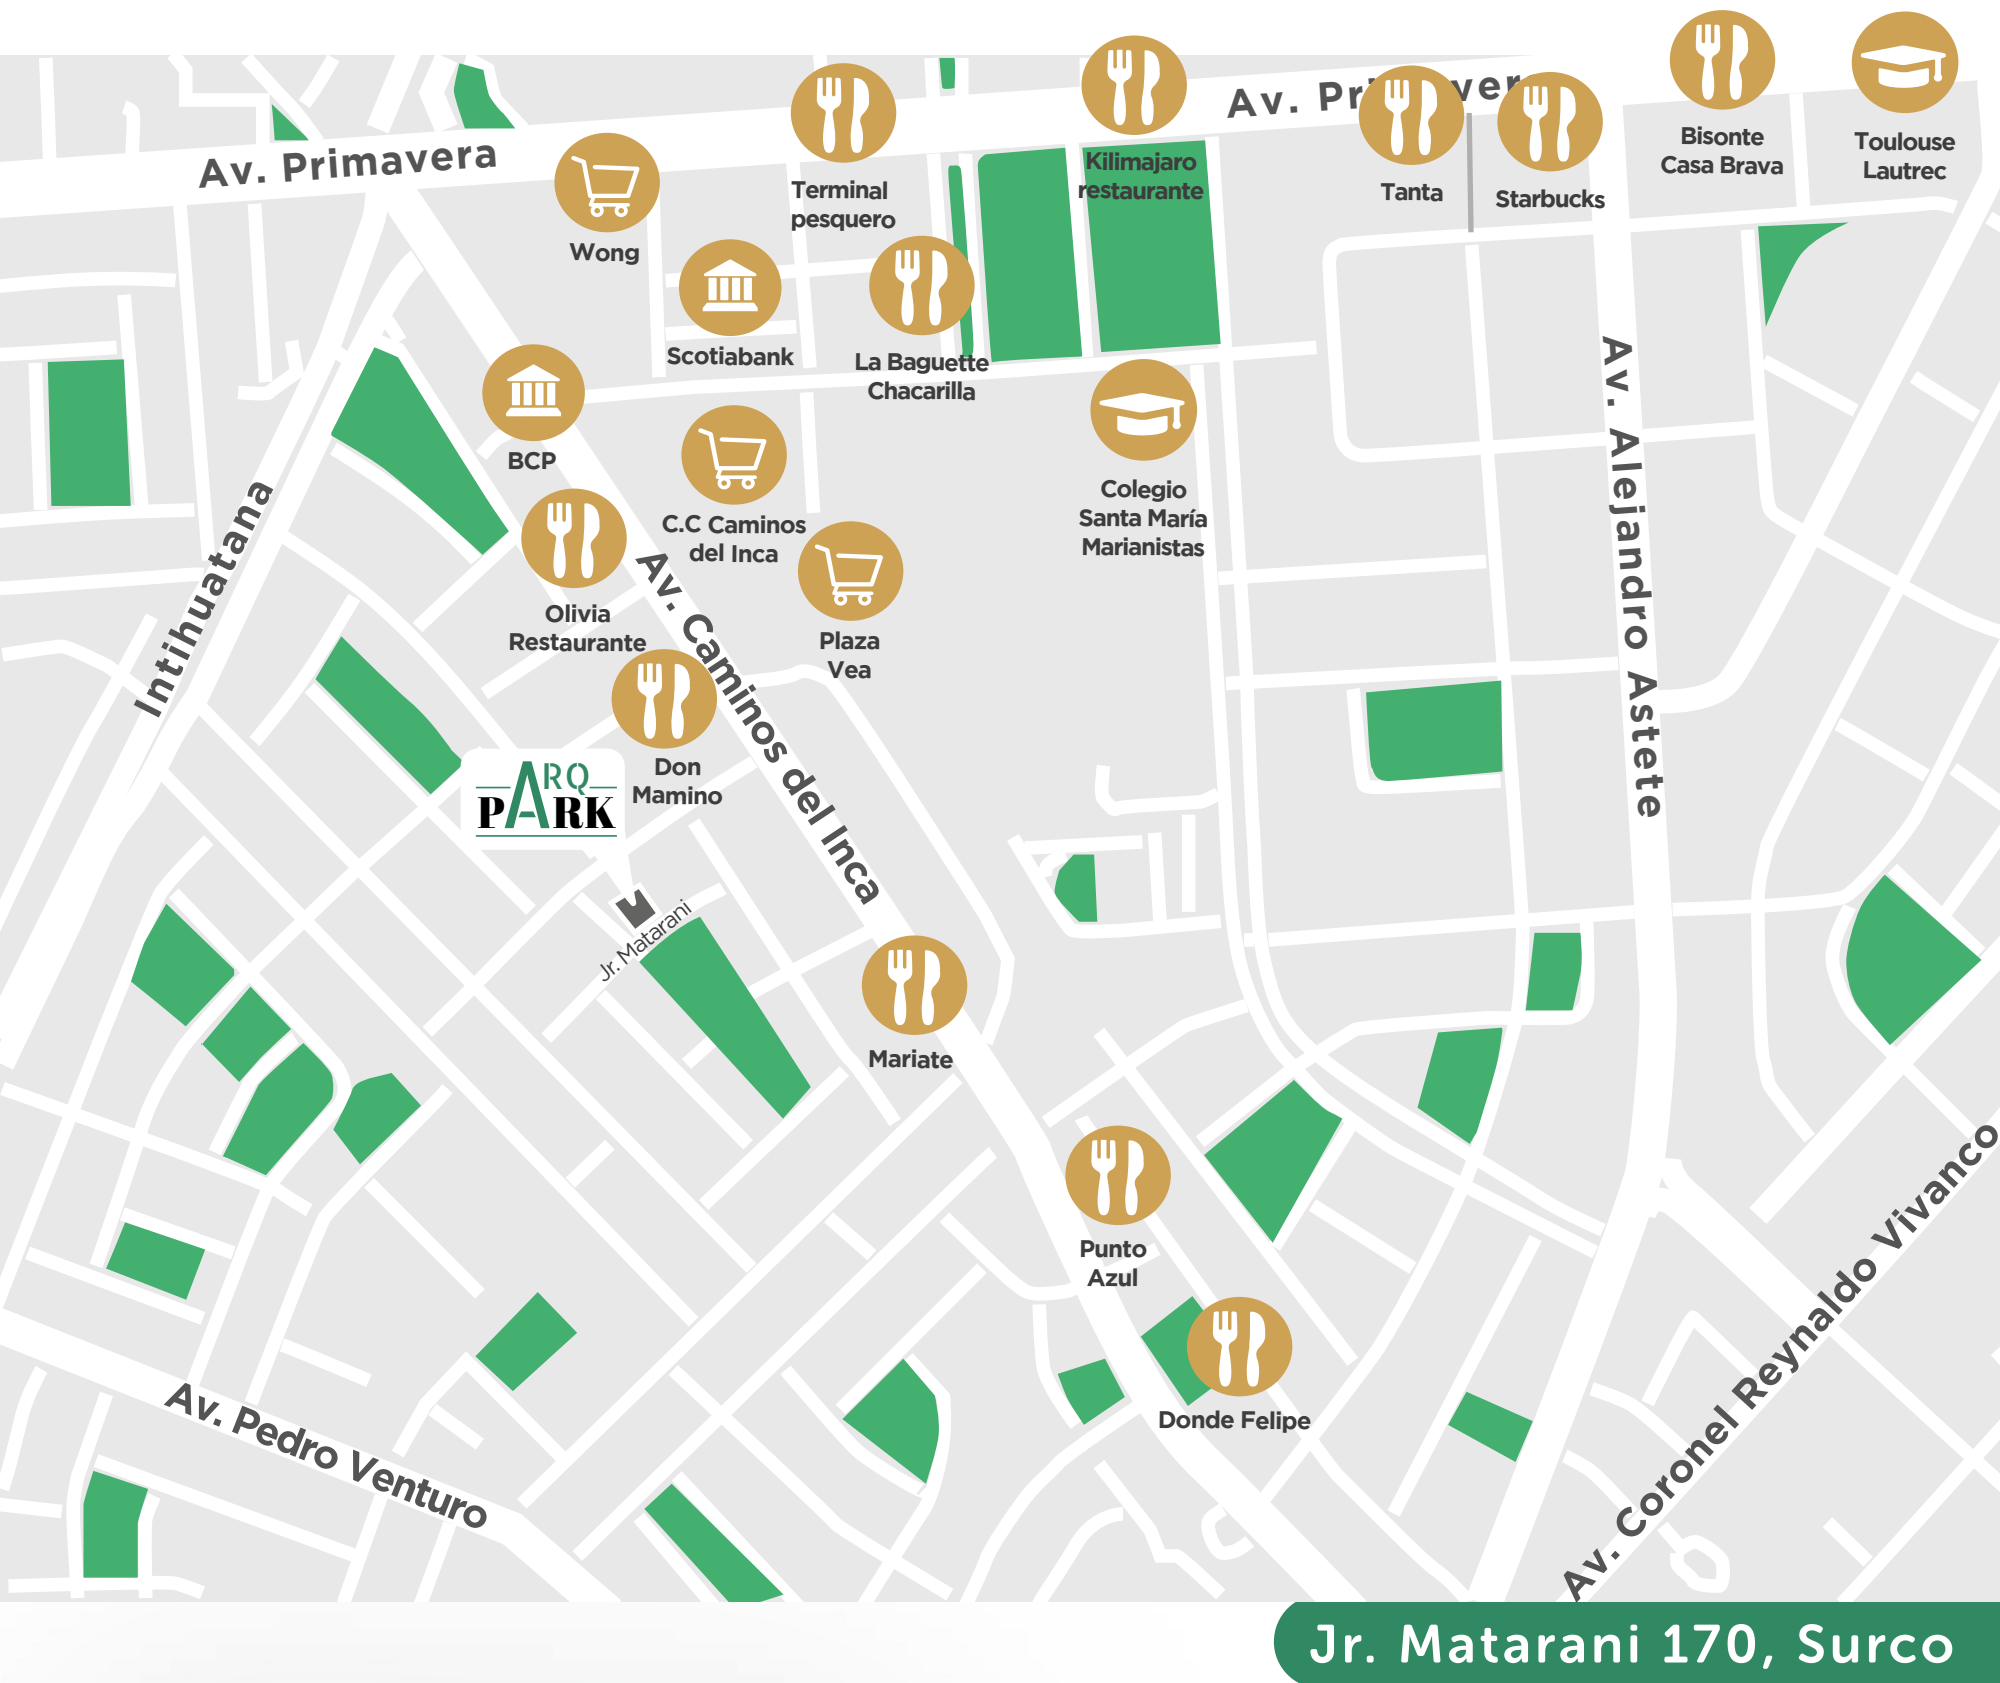 Av. Primavera
Av. Primavera
Wong
Terminal
pesquero
Kilimajaro
restaurante
Tanta
Starbucks
Bisonte
Casa Brava
Toulouse
Lautrec
Scotiabank
La Baguette
Chacarilla
BCP
C.C Caminos
del Inca
Colegio
Santa María
Marianistas
Olivia
Restaurante
Plaza
Vea
Intihuatana
Av. Caminos del Inca
Av. Alejandro Astete
Don
Mamino
ARQ
PARK
Jr. Matarani
Mariate
Punto
Azul
Donde Felipe
Av. Pedro Venturo
Av. Coronel Reynaldo Vivanco
Jr. Matarani 170, Surco